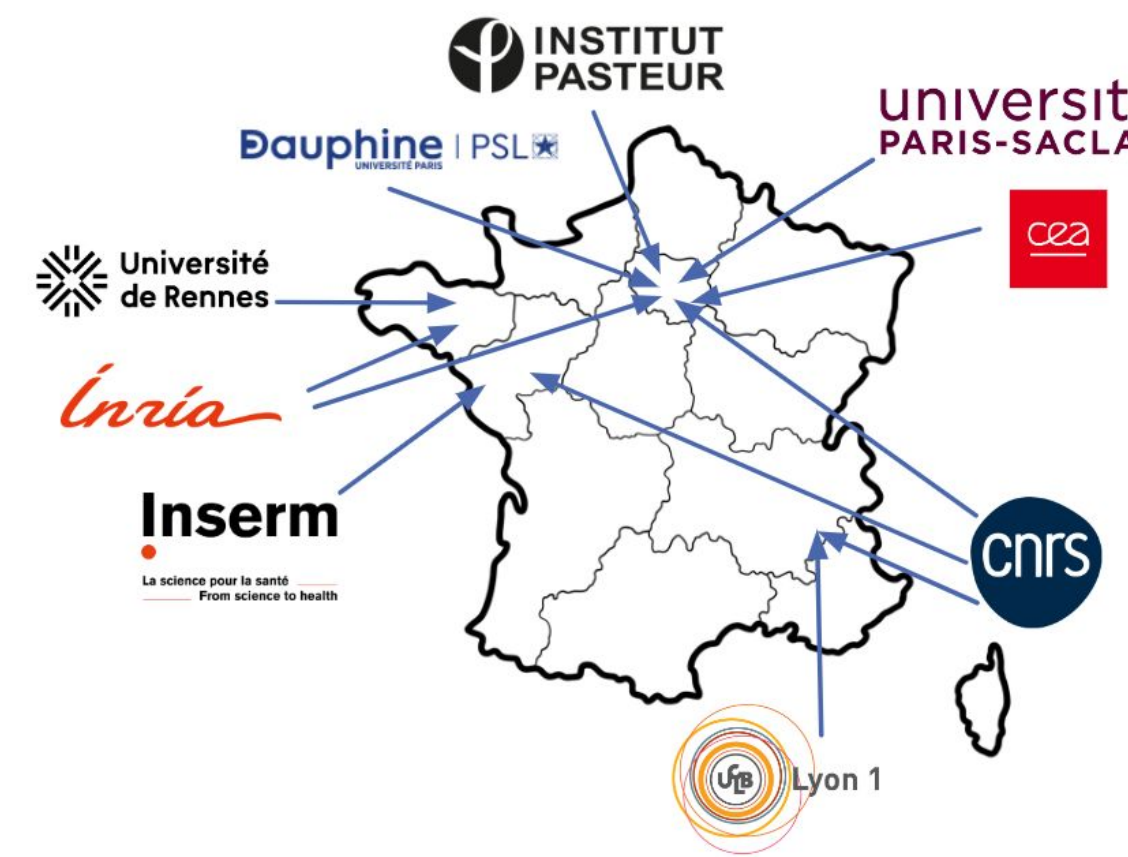 INSTITUT
PASTEUR
universit
PARIS-SACLA
Dauphine | PSL
UNIVERSITÉ PARIS
cea
Université
de Rennes
Inria
Inserm
La science pour la santé
From science to health
cnrs
UCLB
Lyon 1